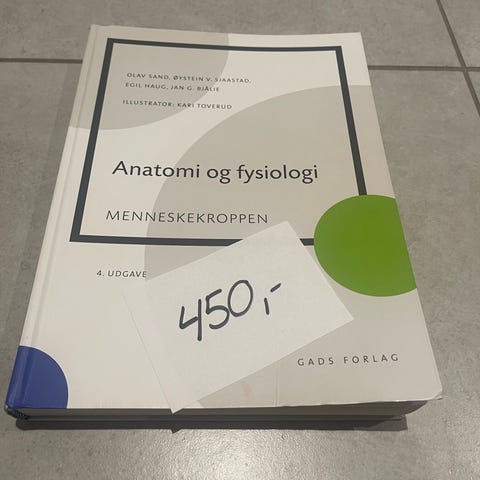 OLAV SAND, ØYSTEIN V. SJAASTAD,
EGIL HAUG, JAN G. BJÅLIE
ILLUSTRATOR: KARI TOVERUD
Anatomi og fysiologi
MENNESKEKROPPEN
4. UDGAVE
450,-
GADS FORLAG